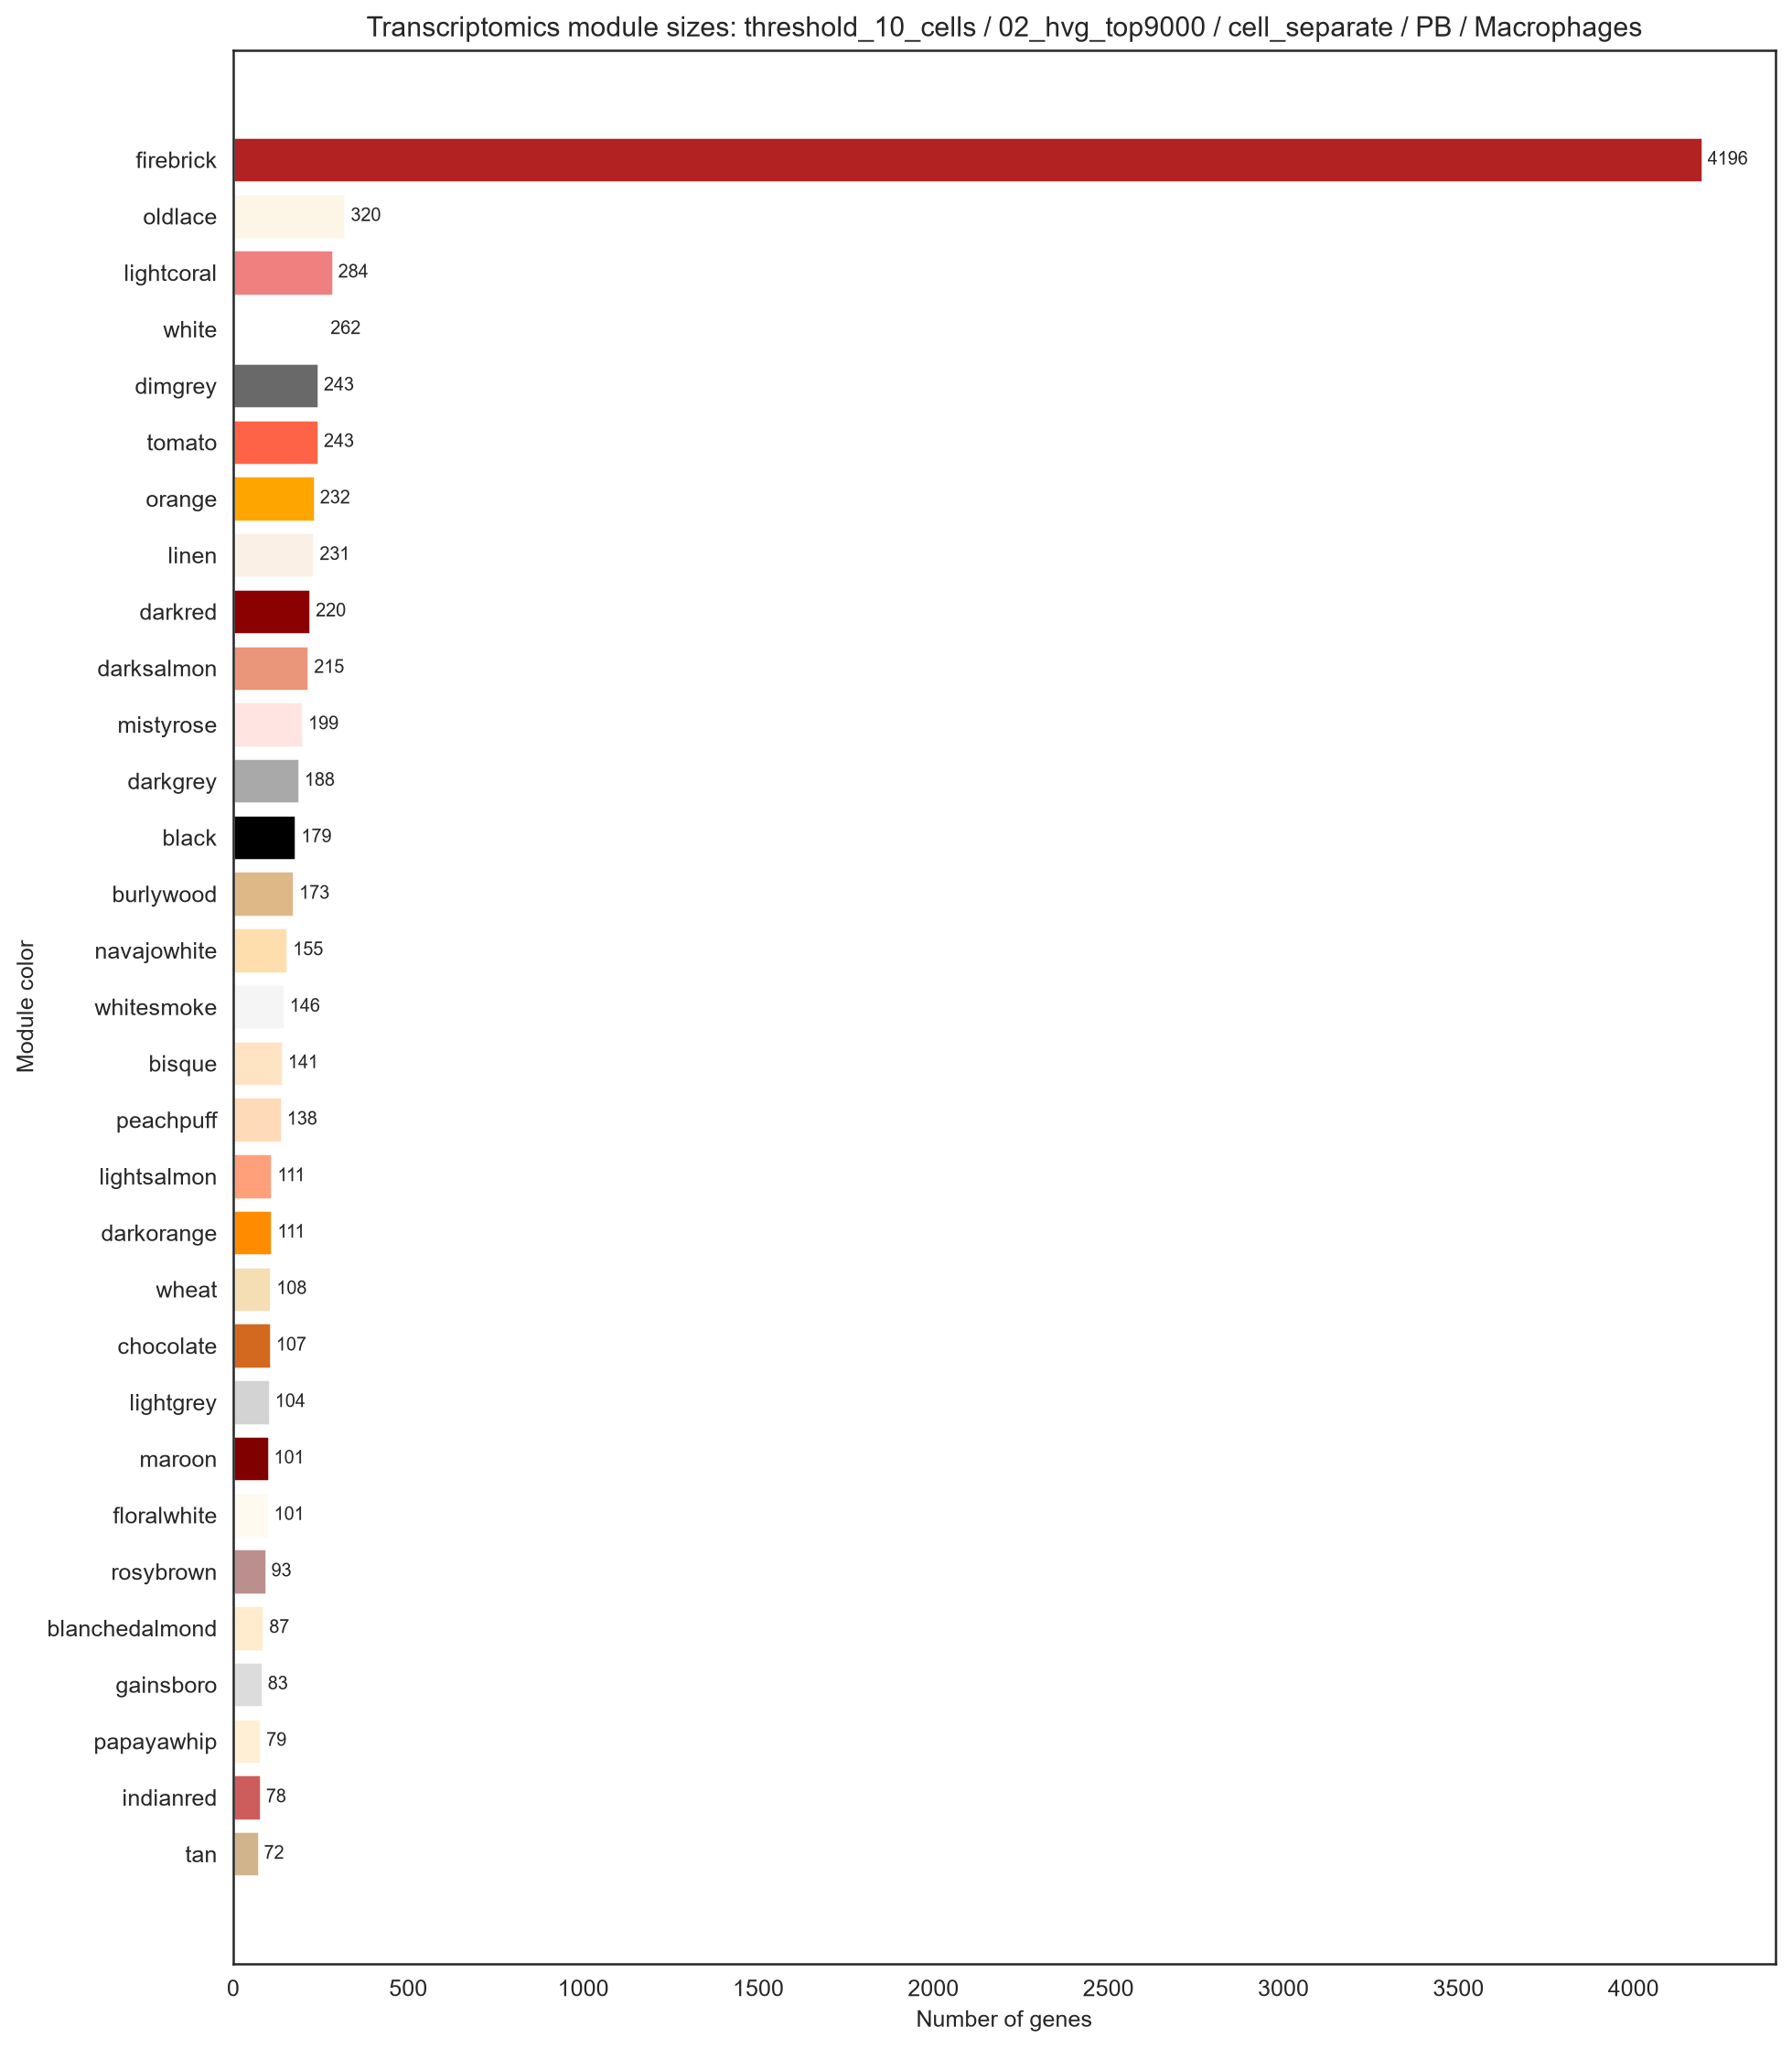 Transcriptomics module sizes: threshold_10_cells / 02_hvg_top9000 / cell_separate / PB / Macrophages
firebrick 4196
oldlace 320
lightcoral 284
white 262
dimgrey 243
tomato 243
orange 232
linen 231
darkred 220
darksalmon 215
mistyrose 199
darkgrey 188
black 179
burlywood 173
navajowhite 155
whitesmoke 146
bisque 141
peachpuff 138
lightsalmon 111
darkorange 111
wheat 108
chocolate 107
lightgrey 104
maroon 101
floralwhite 101
rosybrown 93
blanchedalmond 87
gainsboro 83
papayawhip 79
indianred 78
tan 72
Module color
0 500 1000 1500 2000 2500 3000 3500 4000
Number of genes